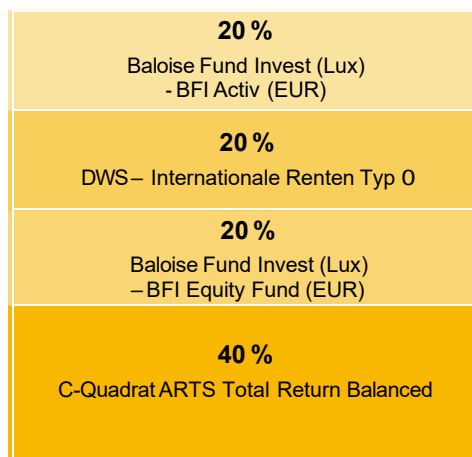 20 %
Baloise Fund Invest (Lux)
- BFI Activ (EUR)
20 %
DWS – Internationale Renten Typ O
20 %
Baloise Fund Invest (Lux)
– BFI Equity Fund (EUR)
40 %
C-Quadrat ARTS Total Return Balanced